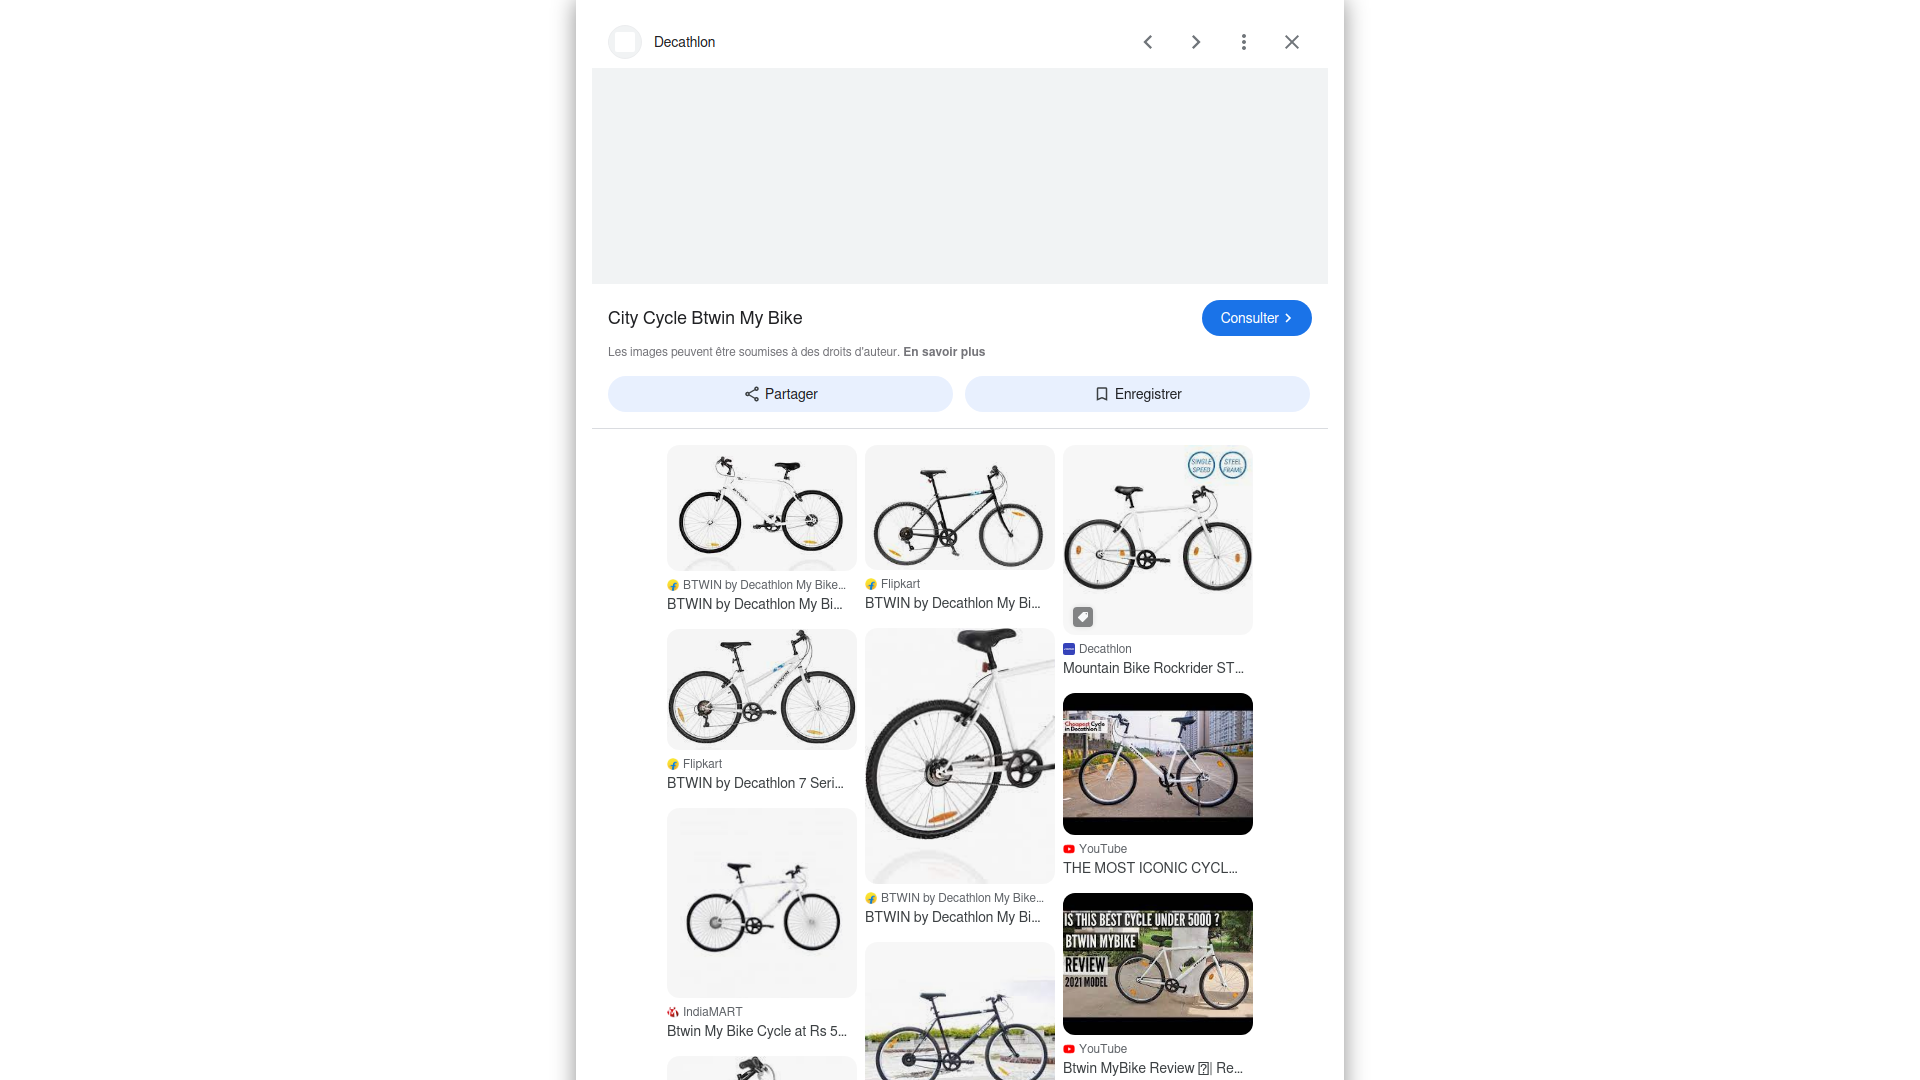 Decathlon
City Cycle Btwin My Bike
Consulter
Les images peuvent être soumises à des droits d'auteur. En savoir plus
Partager
Enregistrer
BTWIN by Decathlon My Bike...
BTWIN by Decathlon My Bi...
Flipkart
BTWIN by Decathlon My Bi...
SINGLE SPEED
STEEL FRAME
Decathlon
Mountain Bike Rockrider ST...
Flipkart
BTWIN by Decathlon 7 Seri...
BTWIN by Decathlon My Bike...
BTWIN by Decathlon My Bi...
Cheapest Cycle
in Decathlon !!
YouTube
THE MOST ICONIC CYCL...
IndiaMART
Btwin My Bike Cycle at Rs 5...
IS THIS BEST CYCLE UNDER 5000 ?
BTWIN MYBIKE
REVIEW
2021 MODEL
YouTube
Btwin MyBike Review | Re...